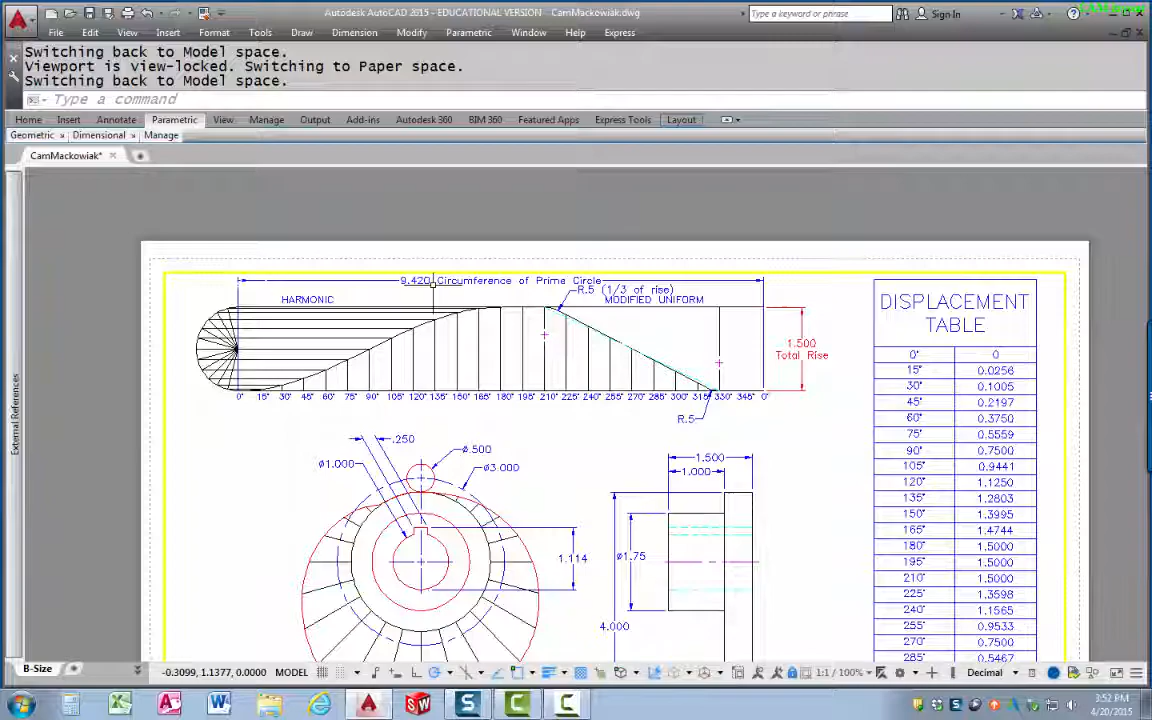 Autodesk AutoCAD 2015 - EDUCATIONAL VERSION CamMackowiak.dwg
Type a keyword or phrase
Sign In
File Edit View Insert Format Tools Draw Dimension Modify Parametric Window Help Express
Switching back to Model space.
Viewport is view-locked. Switching to Paper space.
Switching back to Model space.
Type a command
Home Insert Annotate Parametric View Manage Output Add-ins Autodesk 360 BIM 360 Featured Apps Express Tools Layout
Geometric » Dimensional » Manage
CamMackowiak*
External References
9.420 Circumference of Prime Circle
R.5 (1/3 of rise)
HARMONIC
MODIFIED UNIFORM
1.500
Total Rise
0° 15° 30° 45° 60° 75° 90° 105° 120° 135° 150° 165° 180° 195° 210° 225° 240° 255° 270° 285° 300° 315° 330° 345° 0°
R.5
.250
ø.500
ø1.000
ø3.000
1.114
1.500
1.000
ø1.75
4.000
DISPLACEMENT
TABLE
0° 0
15° 0.0256
30° 0.1005
45° 0.2197
60° 0.3750
75° 0.5559
90° 0.7500
105° 0.9441
120° 1.1250
135° 1.2803
150° 1.3995
165° 1.4744
180° 1.5000
195° 1.5000
210° 1.5000
225° 1.3598
240° 1.1565
255° 0.9533
270° 0.7500
285° 0.5467
B-Size
-0.3099, 1.1377, 0.0000 MODEL
1:1 / 100%
Decimal
3:52 PM
4/20/2015